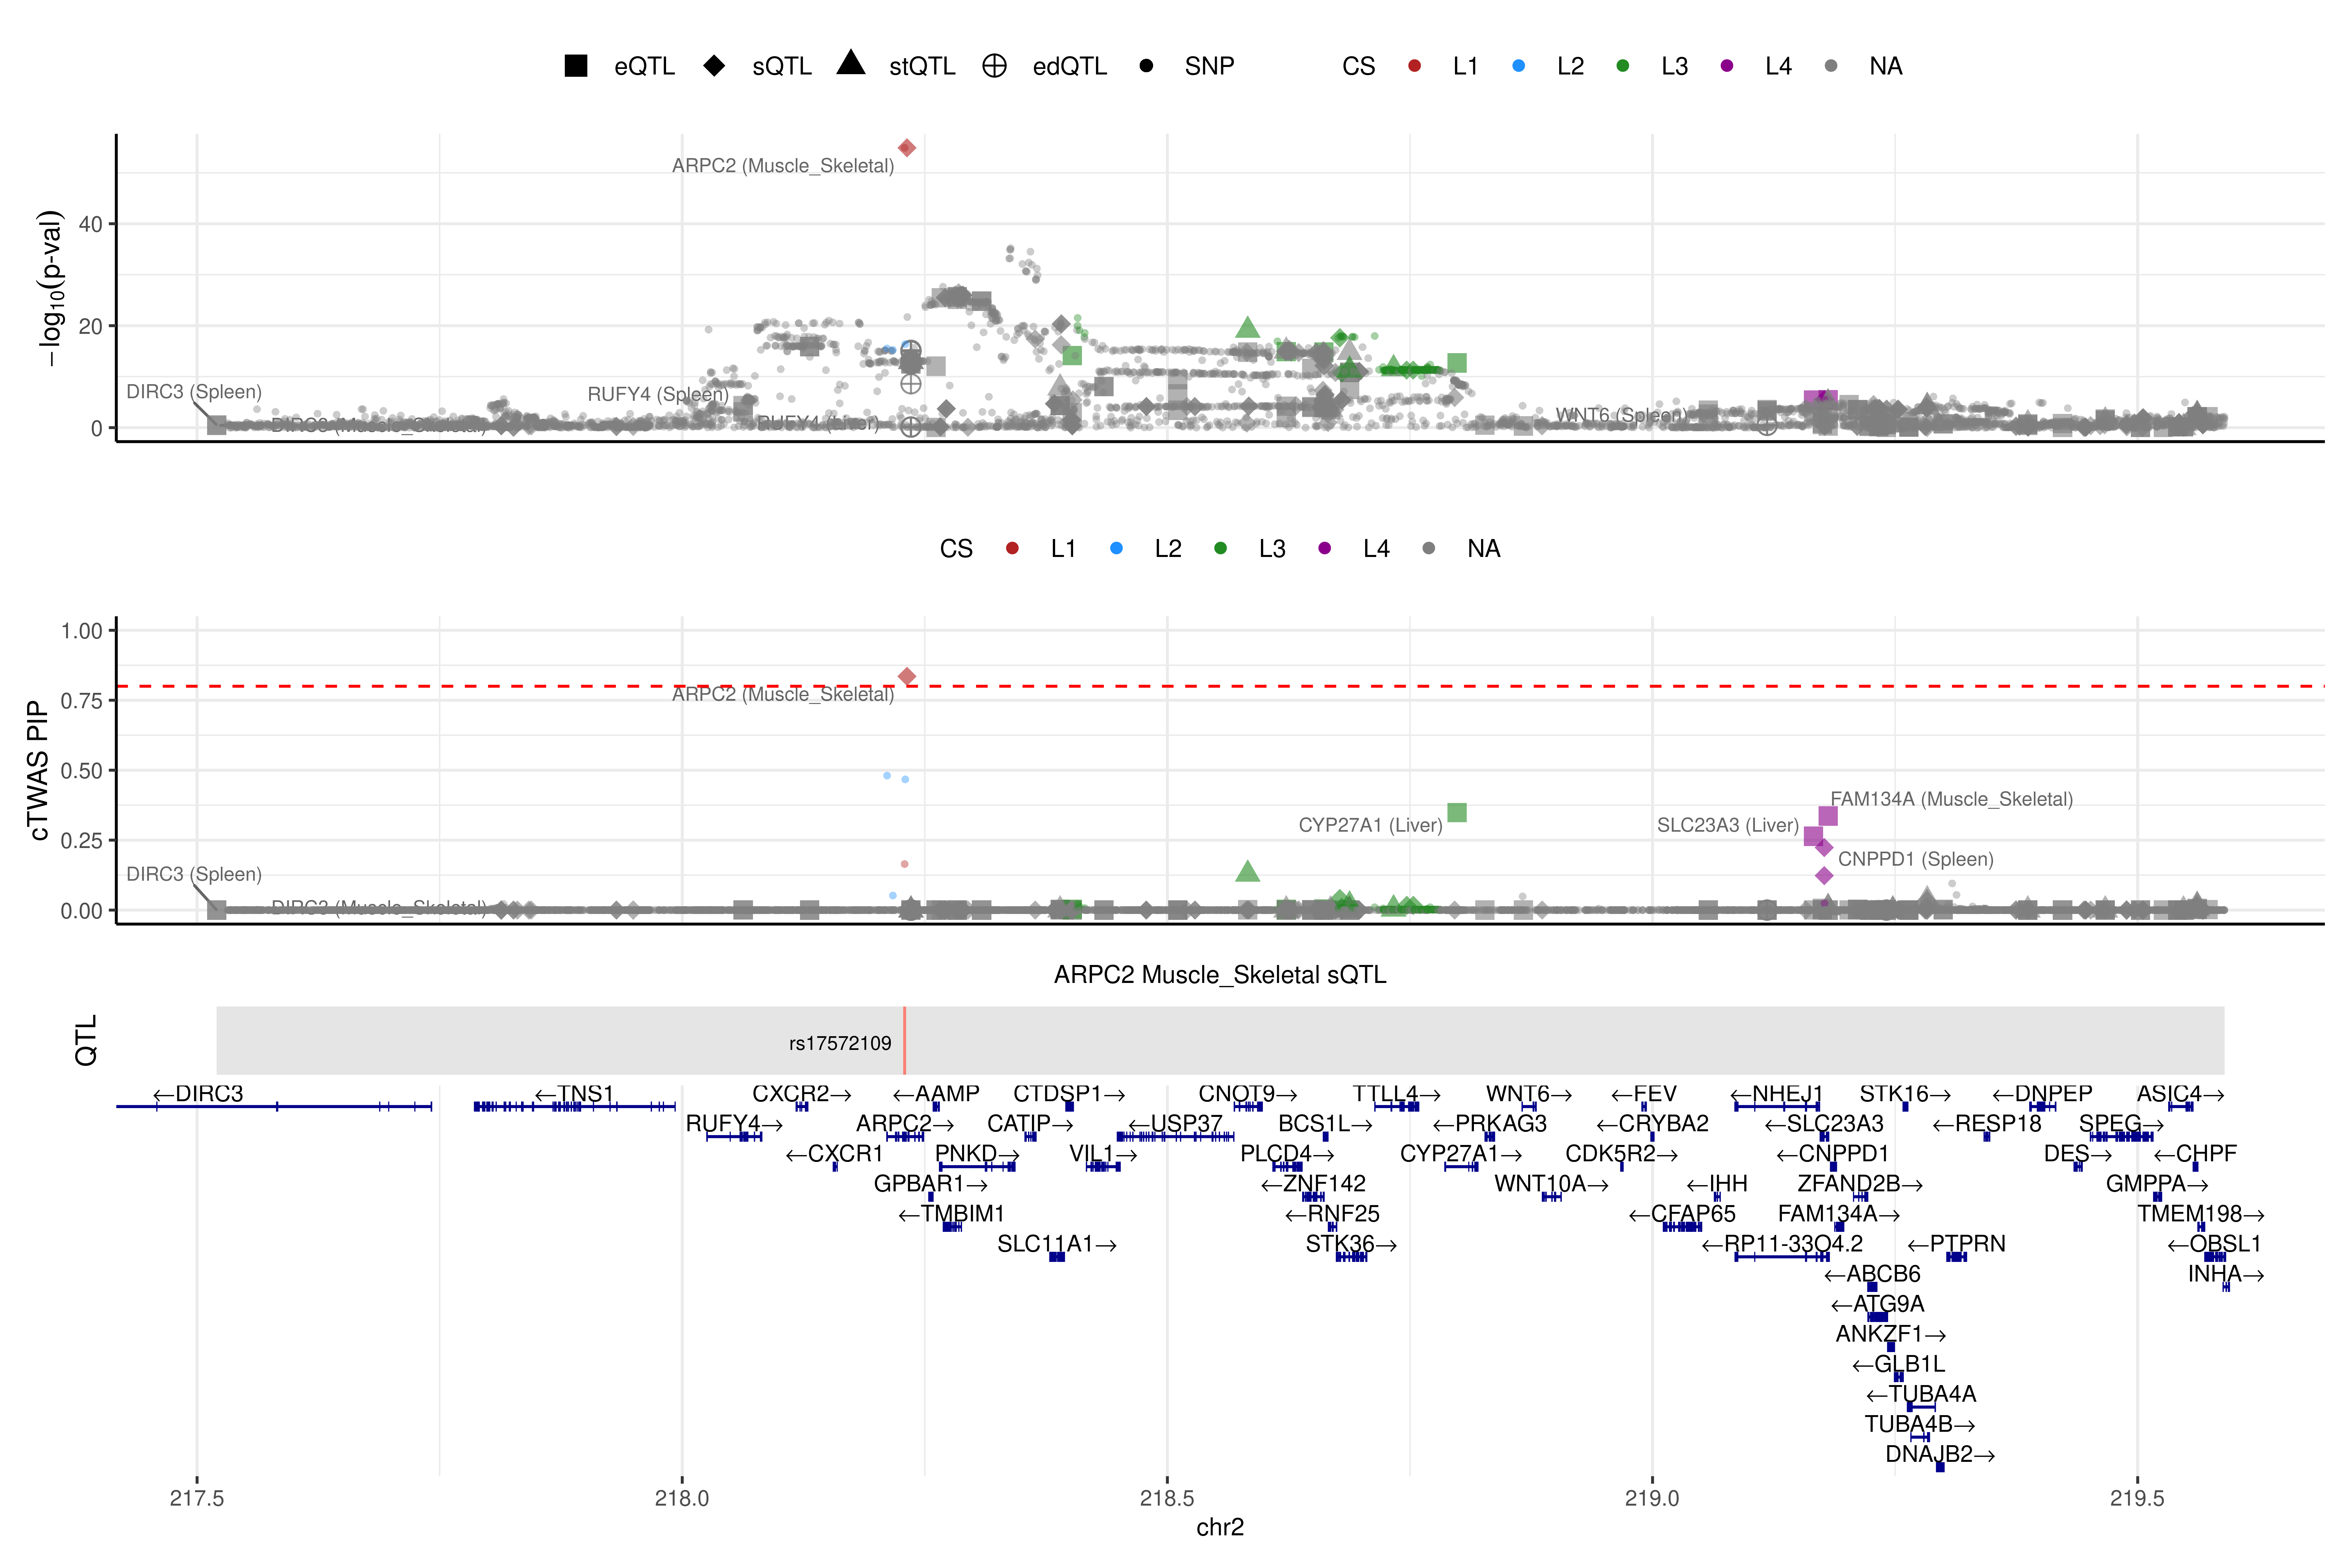 eQTL sQTL stQTL edQTL SNP CS L1 L2 L3 L4 NA
−log10(p-val)
40
20
0
ARPC2 (Muscle_Skeletal)
DIRC3 (Spleen)
RUFY4 (Spleen)
DIRC3 (Muscle_Skeletal)
RUFY4 (Liver)
WNT6 (Spleen)
CS L1 L2 L3 L4 NA
cTWAS PIP
1.00
0.75
0.50
0.25
0.00
ARPC2 (Muscle_Skeletal)
FAM134A (Muscle_Skeletal)
CYP27A1 (Liver)
SLC23A3 (Liver)
CNPPD1 (Spleen)
DIRC3 (Spleen)
DIRC3 (Muscle_Skeletal)
ARPC2 Muscle_Skeletal sQTL
QTL
rs17572109
←DIRC3 ←TNS1 CXCR2→ ←AAMP CTDSP1→ CNOT9→ TTLL4→ WNT6→ ←FEV ←NHEJ1 STK16→ ←DNPEP ASIC4→
RUFY4→ ARPC2→ CATIP→ ←USP37 BCS1L→ ←PRKAG3 ←CRYBA2 ←SLC23A3 ←RESP18 SPEG→
←CXCR1 PNKD→ VIL1→ PLCD4→ CYP27A1→ CDK5R2→ ←CNPPD1 DES→ ←CHPF
GPBAR1→ ←ZNF142 WNT10A→ ←IHH ZFAND2B→ GMPPA→
←TMBIM1 ←RNF25 ←CFAP65 FAM134A→ TMEM198→
SLC11A1→ STK36→ ←RP11-33O4.2 ←PTPRN ←OBSL1
←ABCB6 INHA→
←ATG9A
ANKZF1→
←GLB1L
←TUBA4A
TUBA4B→
DNAJB2→
217.5 218.0 218.5 219.0 219.5
chr2